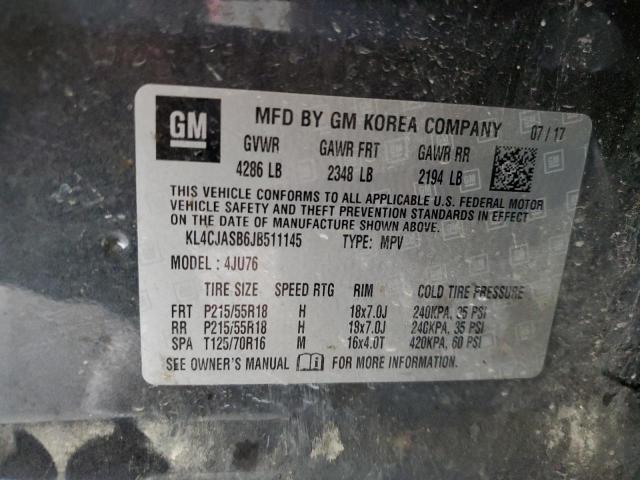 GM
MFD BY GM KOREA COMPANY 07/17
GVWR GAWR FRT GAWR RR
4286 LB 2348 LB 2194 LB
THIS VEHICLE CONFORMS TO ALL APPLICABLE U.S. FEDERAL MOTOR
VEHICLE SAFETY AND THEFT PREVENTION STANDARDS IN EFFECT
ON THE DATE OF MANUFACTURE SHOWN ABOVE.
KL4CJASB6JB511145 TYPE: MPV
MODEL: 4JU76
TIRE SIZE SPEED RTG RIM COLD TIRE PRESSURE
FRT P215/55R18 H 18x7.0J 240KPA, 35 PSI
RR P215/55R18 H 18x7.0J 240KPA, 35 PSI
SPA T125/70R16 M 16x4.0T 420KPA, 60 PSI
SEE OWNER'S MANUAL FOR MORE INFORMATION.